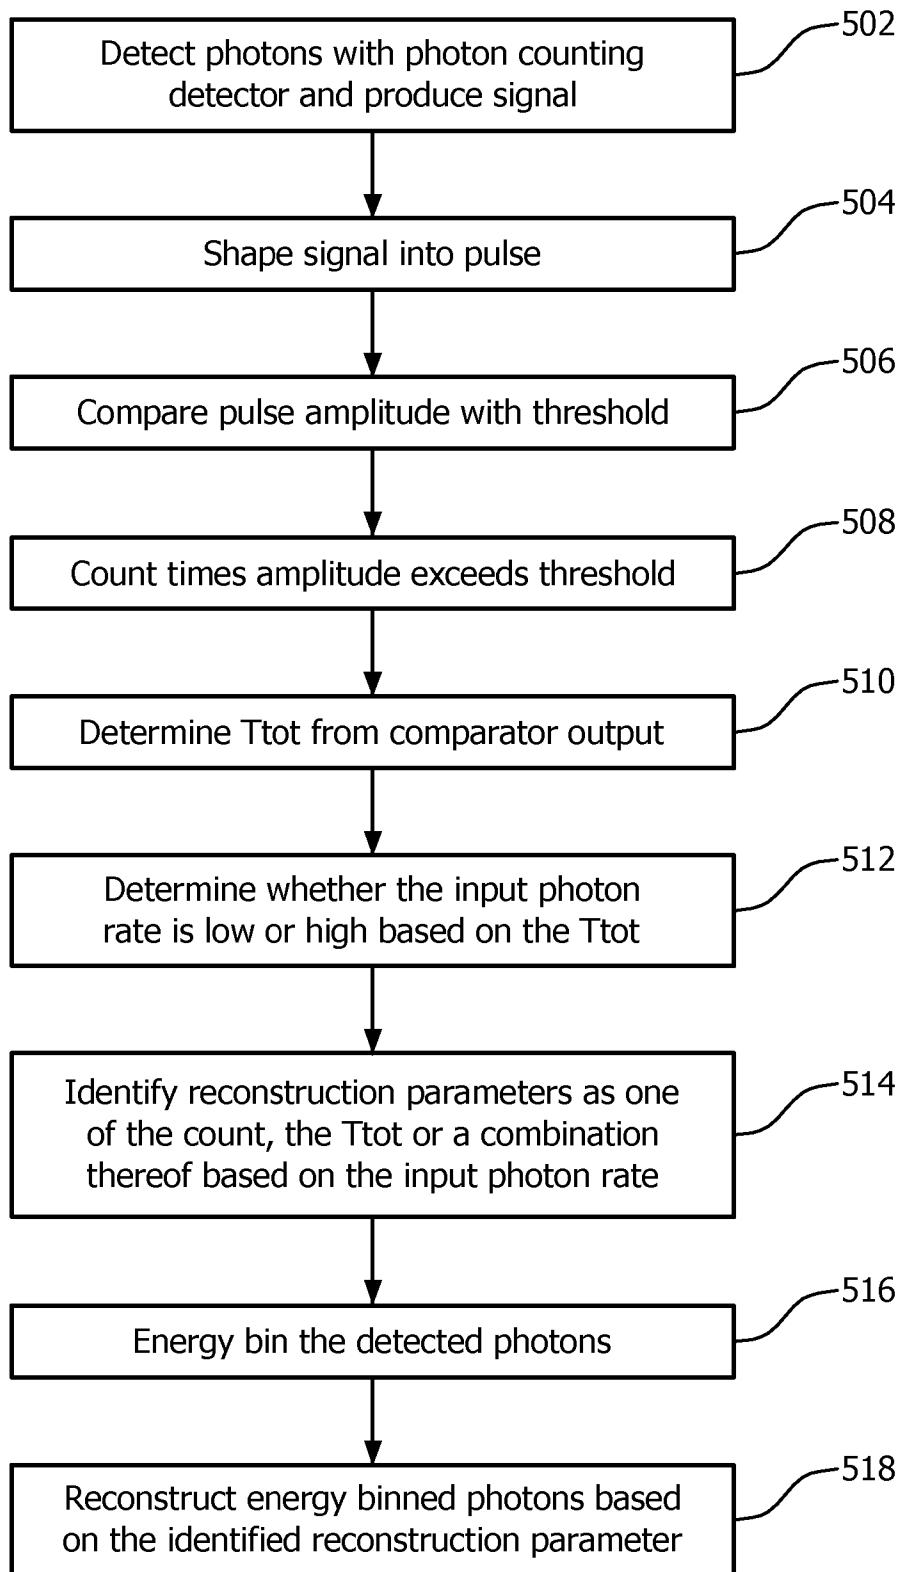 502
Detect photons with photon counting
detector and produce signal
504
Shape signal into pulse
506
Compare pulse amplitude with threshold
508
Count times amplitude exceeds threshold
510
Determine Ttot from comparator output
512
Determine whether the input photon
rate is low or high based on the Ttot
514
Identify reconstruction parameters as one
of the count, the Ttot or a combination
thereof based on the input photon rate
516
Energy bin the detected photons
518
Reconstruct energy binned photons based
on the identified reconstruction parameter